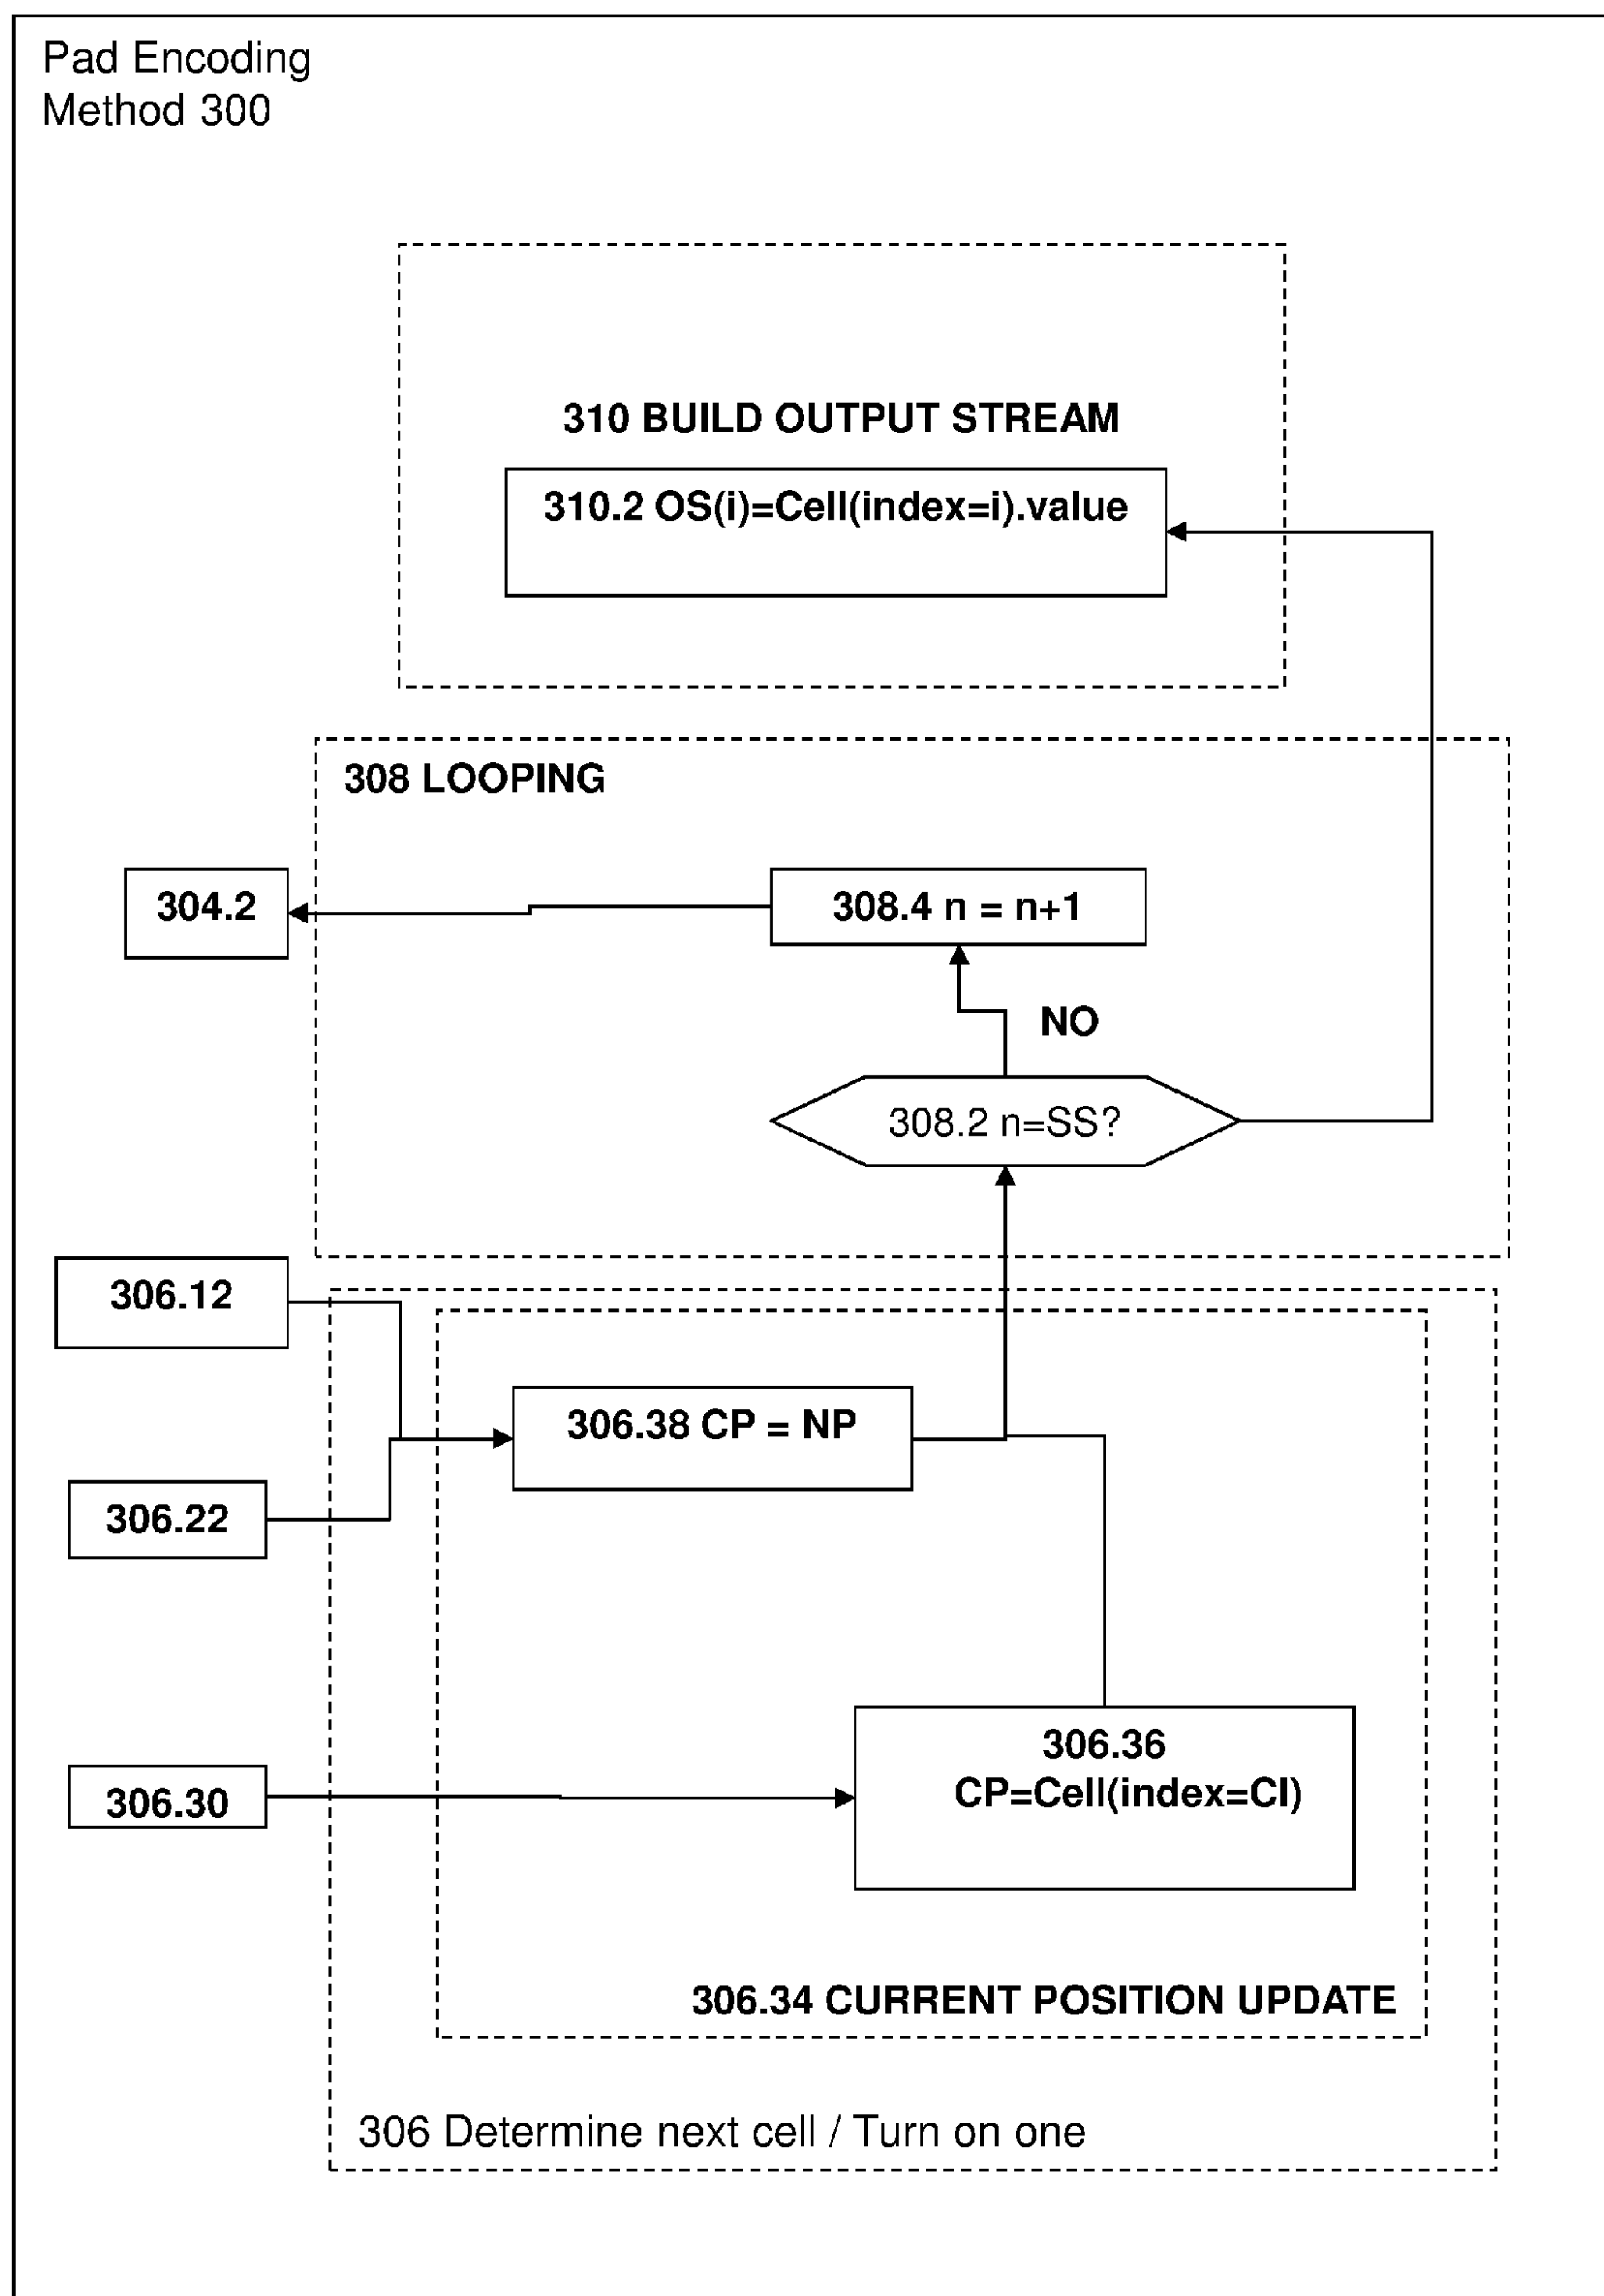 Pad Encoding
Method 300
310 BUILD OUTPUT STREAM
310.2 OS(i)=Cell(index=i).value
308 LOOPING
304.2
308.4 n = n+1
NO
308.2 n=SS?
306.12
306.38 CP = NP
306.22
306.36
CP=Cell(index=CI)
306.30
306.34 CURRENT POSITION UPDATE
306 Determine next cell / Turn on one